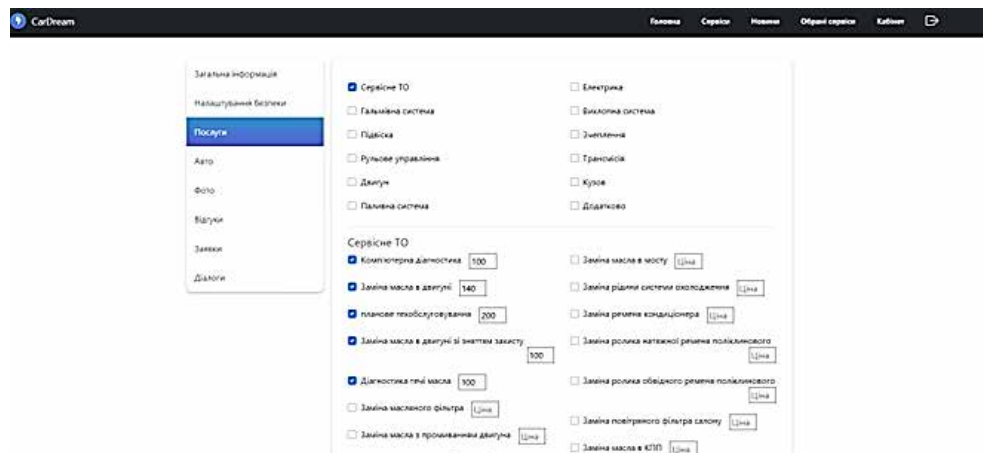 CarDream
Головна Сервіси Новини Обрані сервіси Кабінет
Загальна інформація
Налаштування безпеки
Послуги
Авто
Фото
Відгуки
Заявки
Діалоги
Сервісне ТО
Гальмівна система
Підвіска
Рульове управління
Двигун
Паливна система
Електрика
Вихлопна система
Зчеплення
Трансмісія
Кузов
Додатково
Сервісне ТО
Комп'ютерна діагностика 100
Заміна масла в двигуні 140
планове техобслуговування 200
Заміна масла в двигуні зі зняттям захисту
100
Діагностика течі масла 100
Заміна масляного фільтра Ціна
Заміна масла з промиванням двигуна Ціна
Заміна масла в мосту Ціна
Заміна рідини системи охолодження Ціна
Заміна ременя кондиціонера Ціна
Заміна ролика натяжної ременя поліклинового
Ціна
Заміна ролика обвідного ременя поліклинового
Ціна
Заміна повітряного фільтра салону Ціна
Заміна масла в КПП Ціна